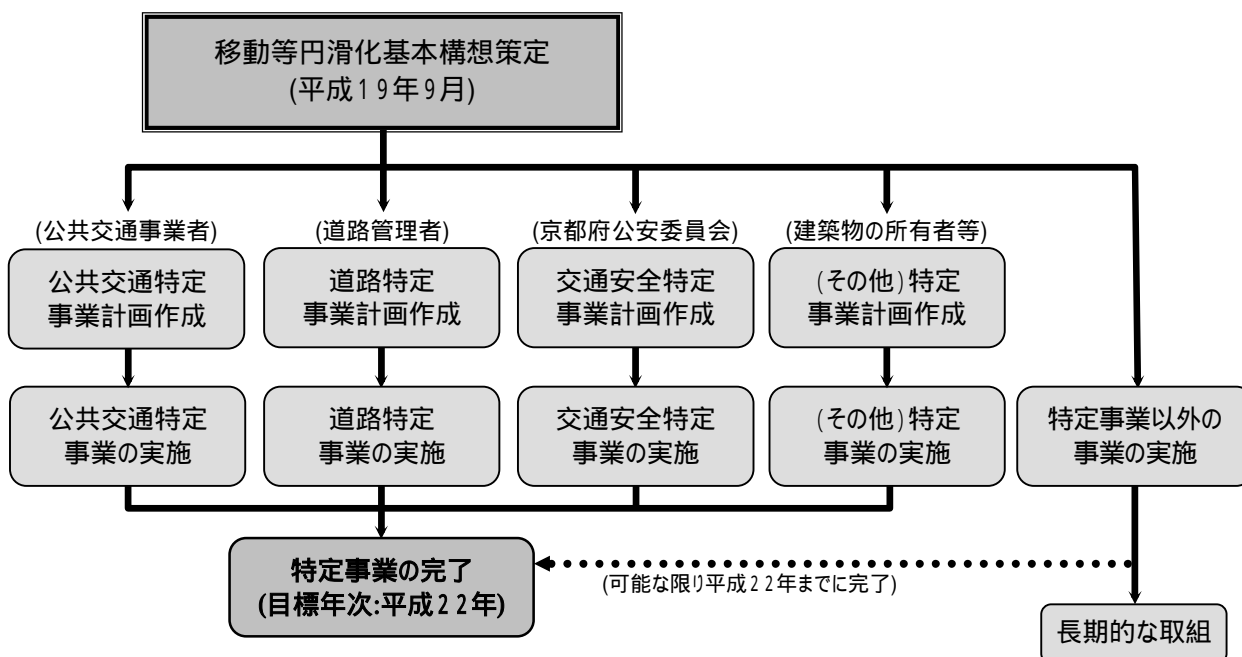 移動等円滑化基本構想策定
(平成19年9月)
(公共交通事業者)
(道路管理者)
(京都府公安委員会)
(建築物の所有者等)
公共交通特定
事業計画作成
道路特定
事業計画作成
交通安全特定
事業計画作成
(その他)特定
事業計画作成
公共交通特定
事業の実施
道路特定
事業の実施
交通安全特定
事業の実施
(その他)特定
事業の実施
特定事業以外の
事業の実施
特定事業の完了
(目標年次:平成22年)
(可能な限り平成22年までに完了)
長期的な取組